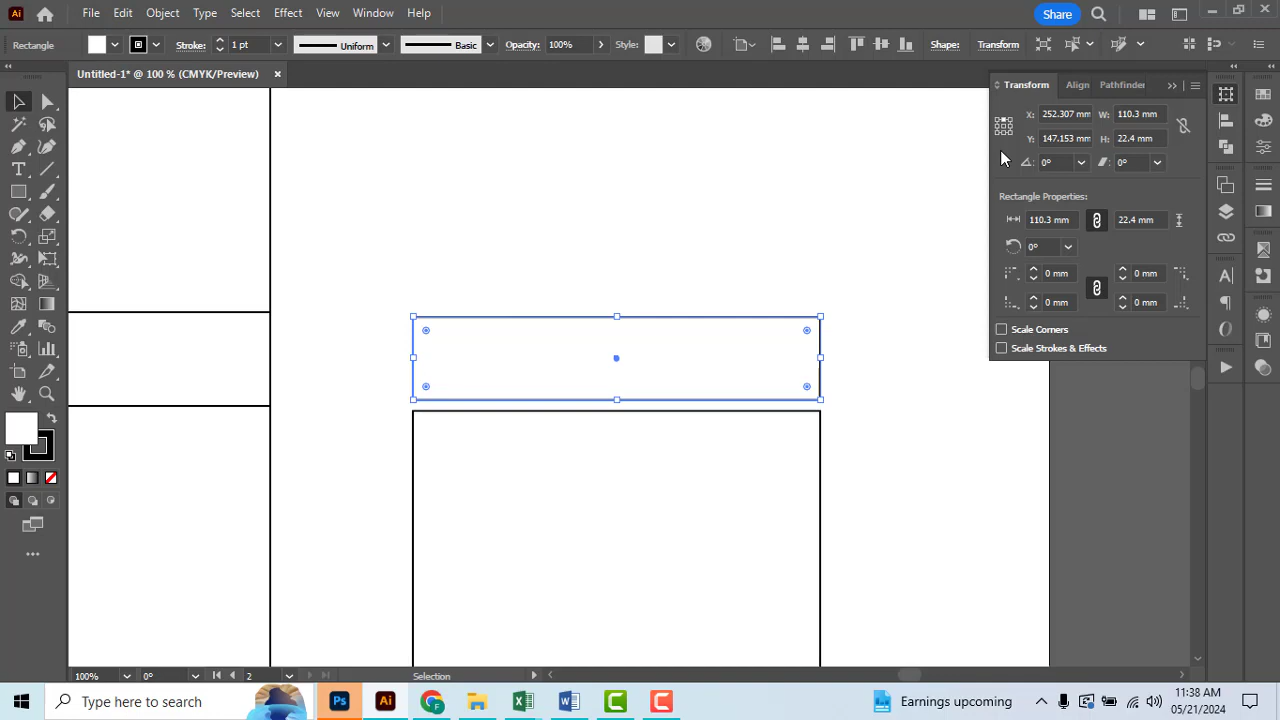 Ai File Edit Object Type Select Effect View Window Help Share
Rectangle Stroke: 1 pt Uniform Basic Opacity: 100% Style: Shape: Transform
Untitled-1* @ 100 % (CMYK/Preview) ×
Transform Align Pathfinder
X: 252.307 mm W: 110.3 mm
Y: 147.153 mm H: 22.4 mm
0° 0°
Rectangle Properties:
110.3 mm 22.4 mm
0°
0 mm 0 mm
0 mm 0 mm
Scale Corners
Scale Strokes & Effects
100% 0° 2 Selection
Type here to search Ps Ai Earnings upcoming 11:38 AM
05/21/2024